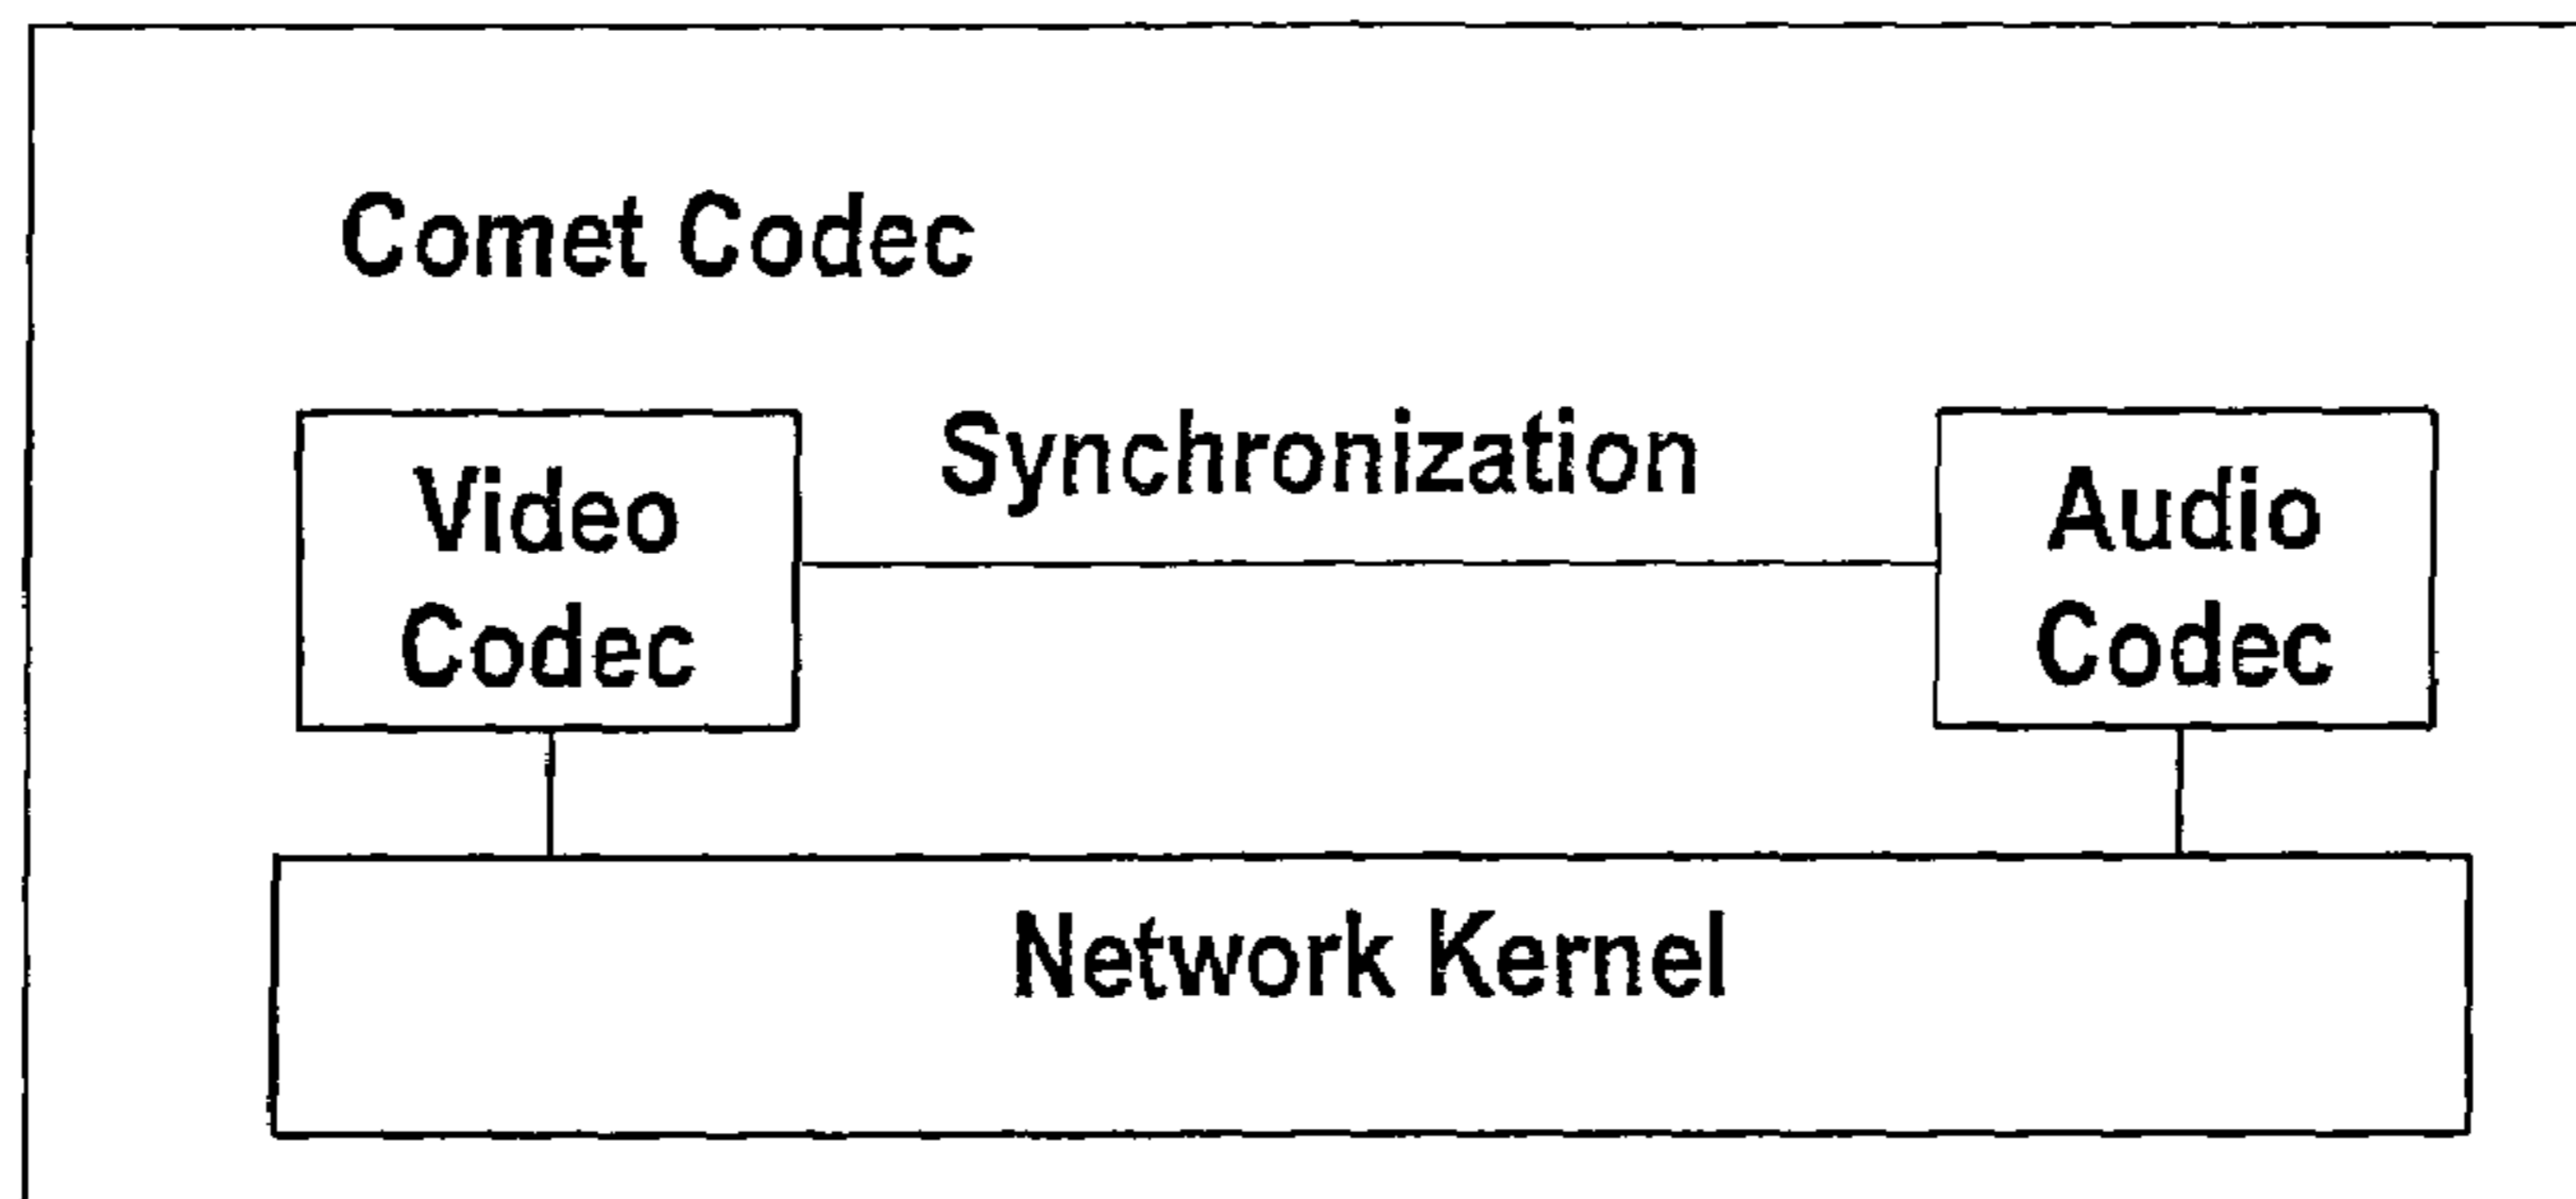 Comet Codec
Synchronization
Video
Codec
Audio
Codec
Network Kernel